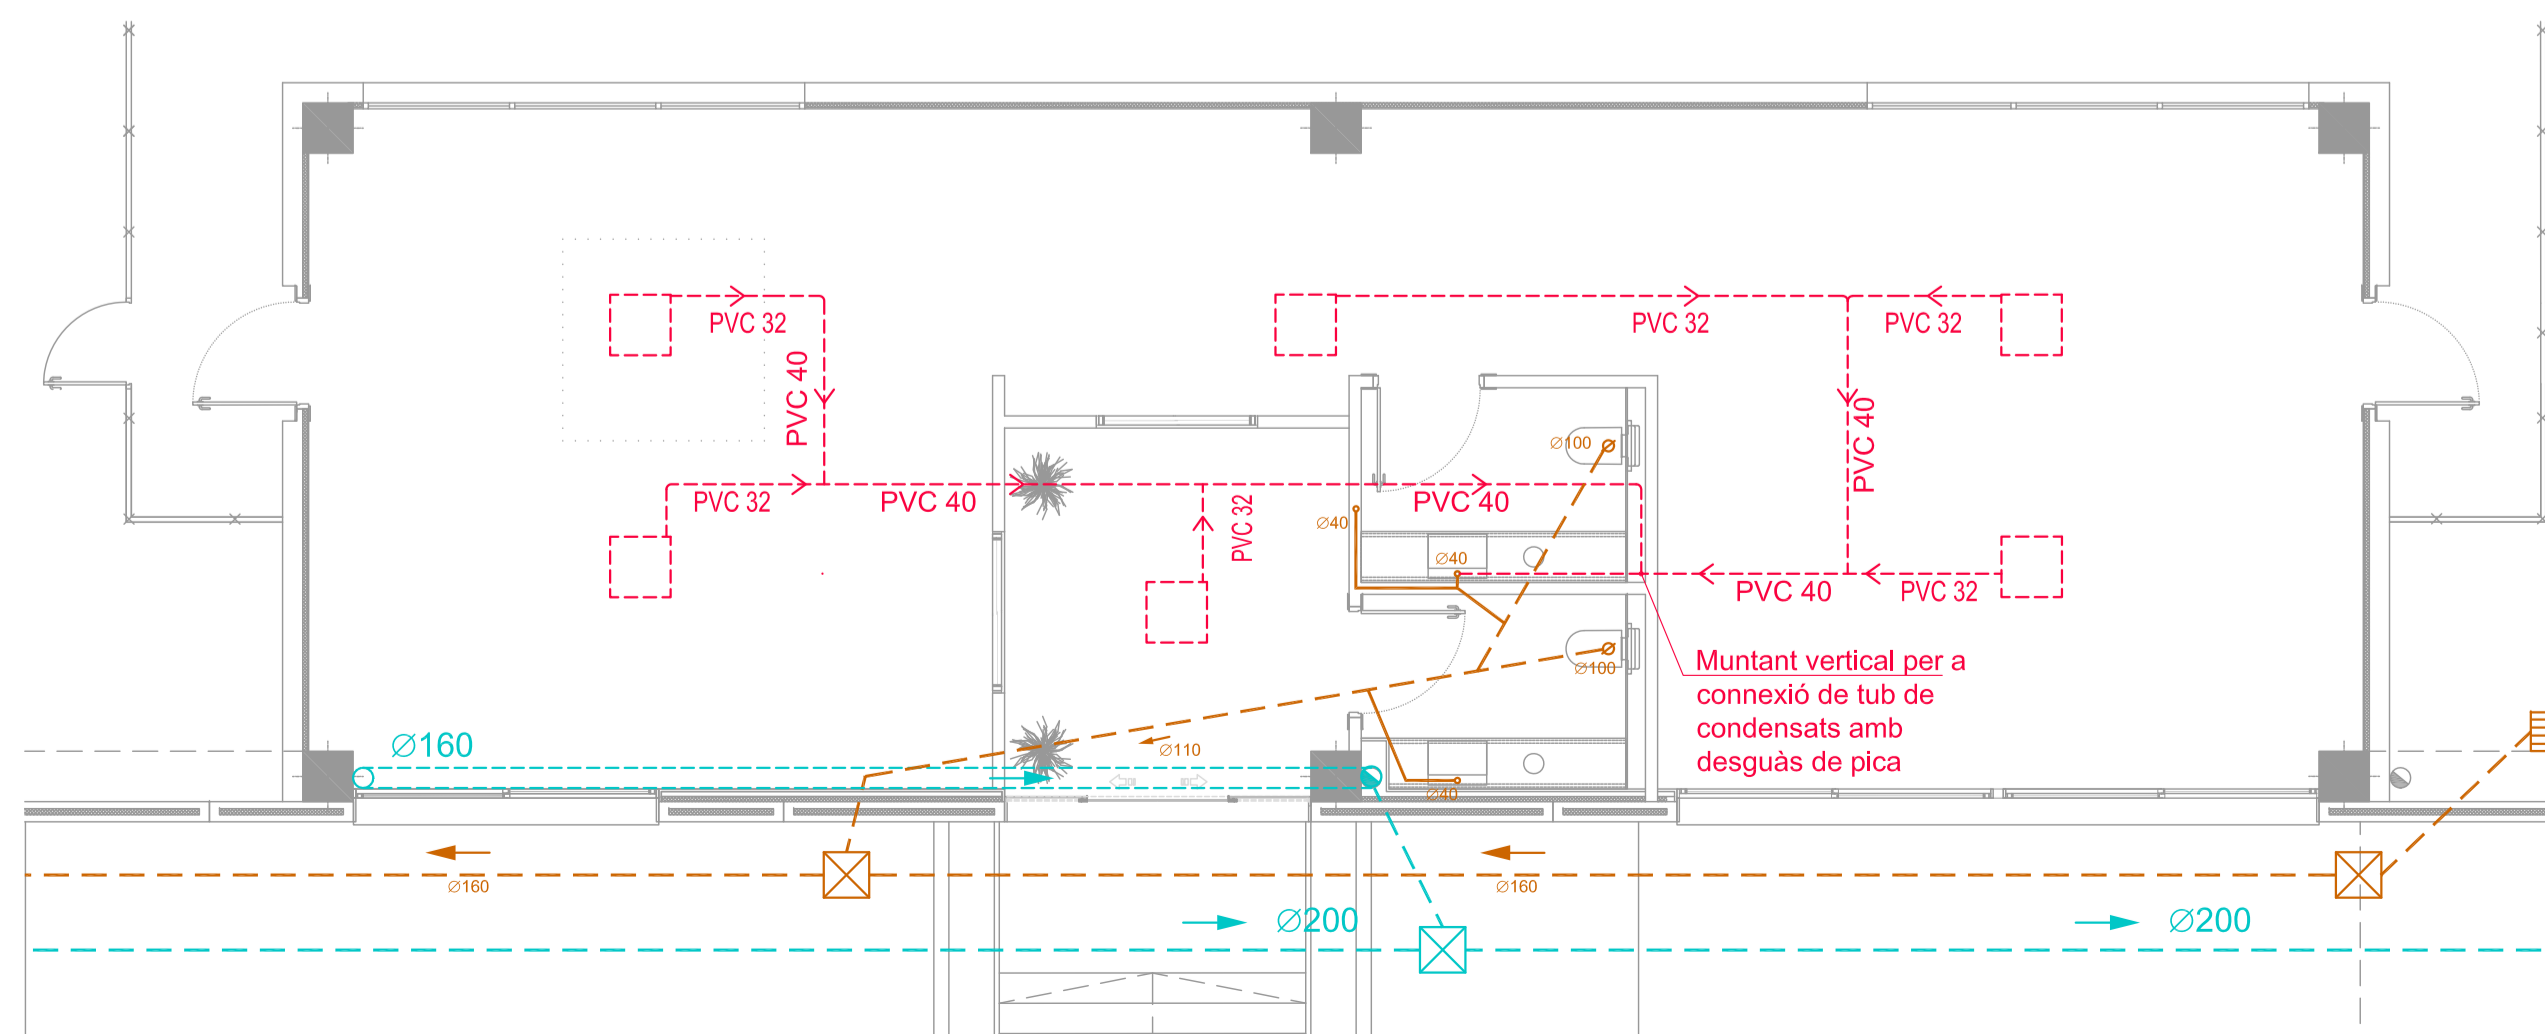 PVC 32
PVC 32
PVC 32
PVC 40
PVC 40
Ø100
PVC 32
PVC 40
PVC 32
PVC 40
Ø40
Ø40
PVC 40
PVC 32
Muntant vertical per a
connexió de tub de
condensats amb
desguàs de pica
Ø100
Ø160
Ø110
Ø40
Ø160
Ø160
Ø200
Ø200